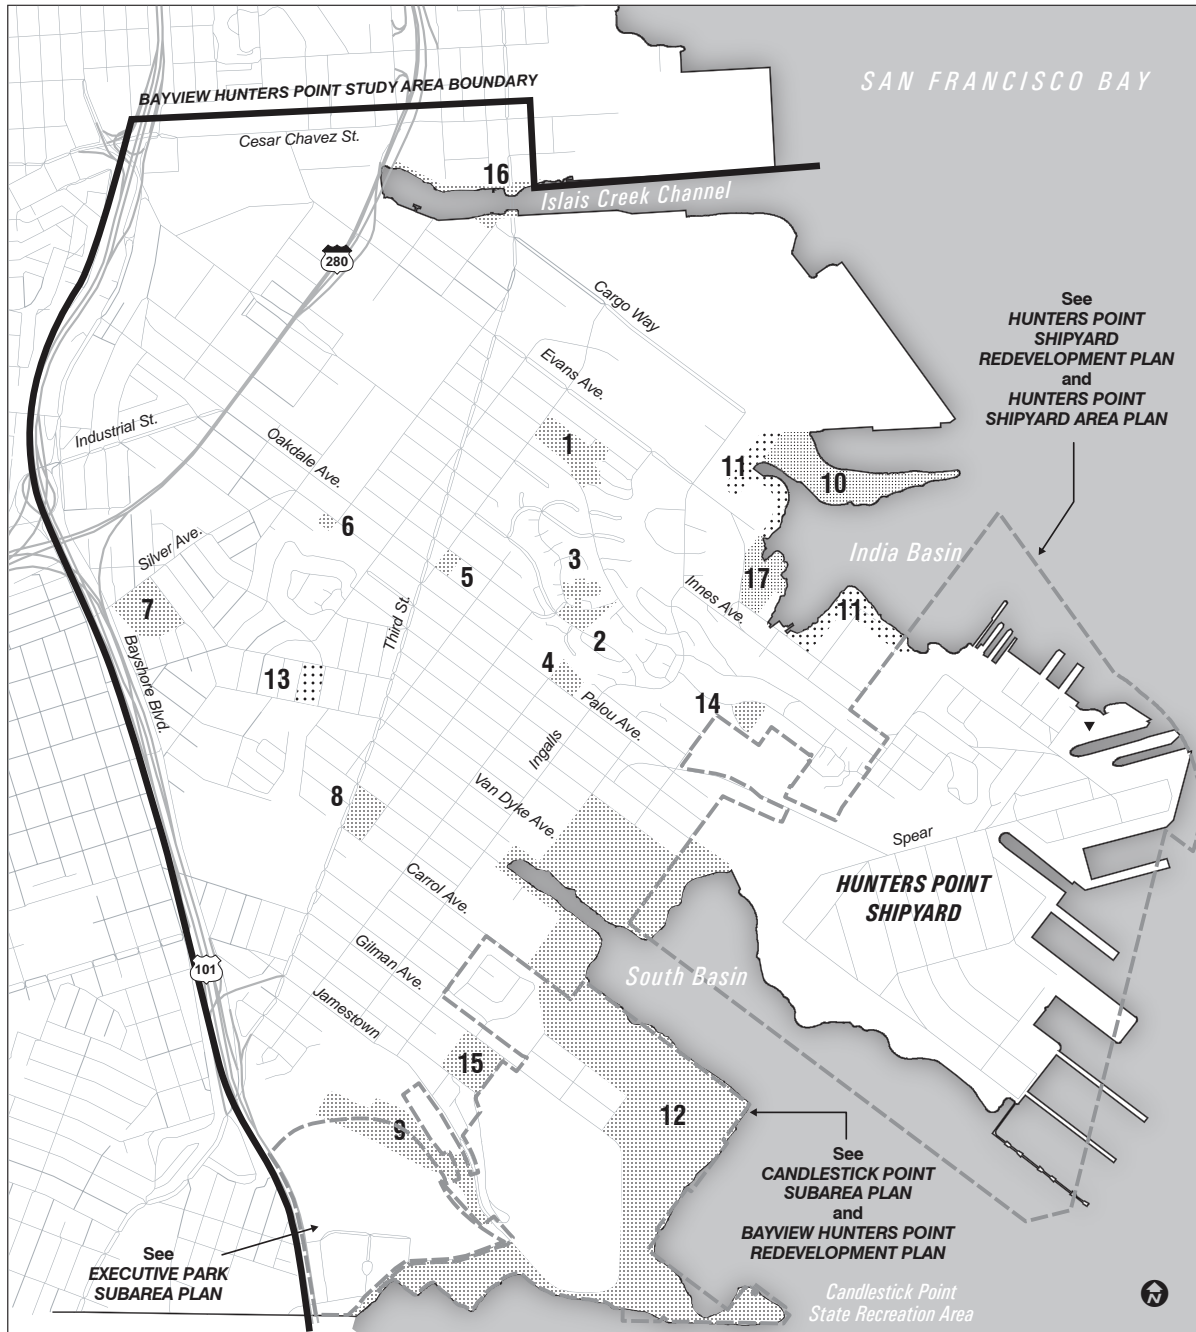 SAN FRANCISCO BAY
BAYVIEW HUNTERS POINT STUDY AREA BOUNDARY
Cesar Chavez St.
16
Islais Creek Channel
280
Cargo Way
See
HUNTERS POINT
SHIPYARD
REDEVELOPMENT PLAN
and
HUNTERS POINT
SHIPYARD AREA PLAN
Evans Ave.
Industrial St.
Oakdale Ave.
1
11
10
6
Silver Ave.
India Basin
3
5
17
7
Innes Ave.
11
Third St.
2
Bayshore Blvd.
4
13
14
Palou Ave.
Ingalls
8
Van Dyke Ave.
Spear
Carrol Ave.
HUNTERS POINT
SHIPYARD
Gilman Ave.
101
South Basin
Jamestown
15
12
9
See
CANDLESTICK POINT
SUBAREA PLAN
and
BAYVIEW HUNTERS POINT
REDEVELOPMENT PLAN
See
EXECUTIVE PARK
SUBAREA PLAN
Candlestick Point
State Recreation Area
N